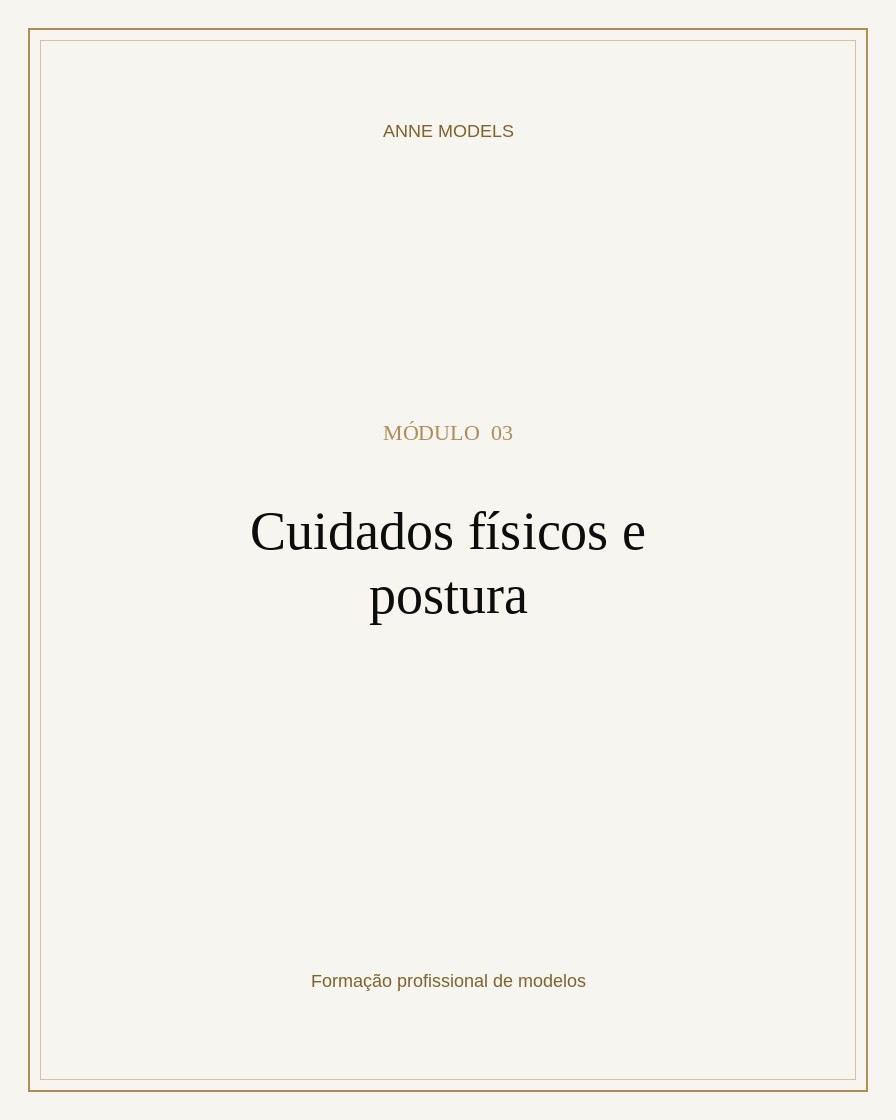 ANNE MODELS
MÓDULO 03
Cuidados físicos e
postura
Formação profissional de modelos